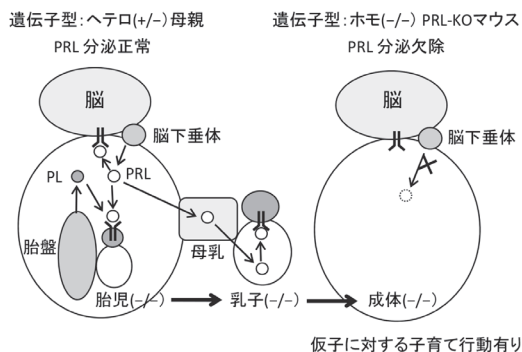 遺伝子型：ヘテロ(+/−)母親
PRL 分泌正常
脳
脳下垂体
PL
PRL
胎盤
母乳
胎児(−/−)
乳子(−/−)
遺伝子型：ホモ(−/−) PRL-KOマウス
PRL 分泌欠除
脳
脳下垂体
成体(−/−)
仮子に対する子育て行動有り